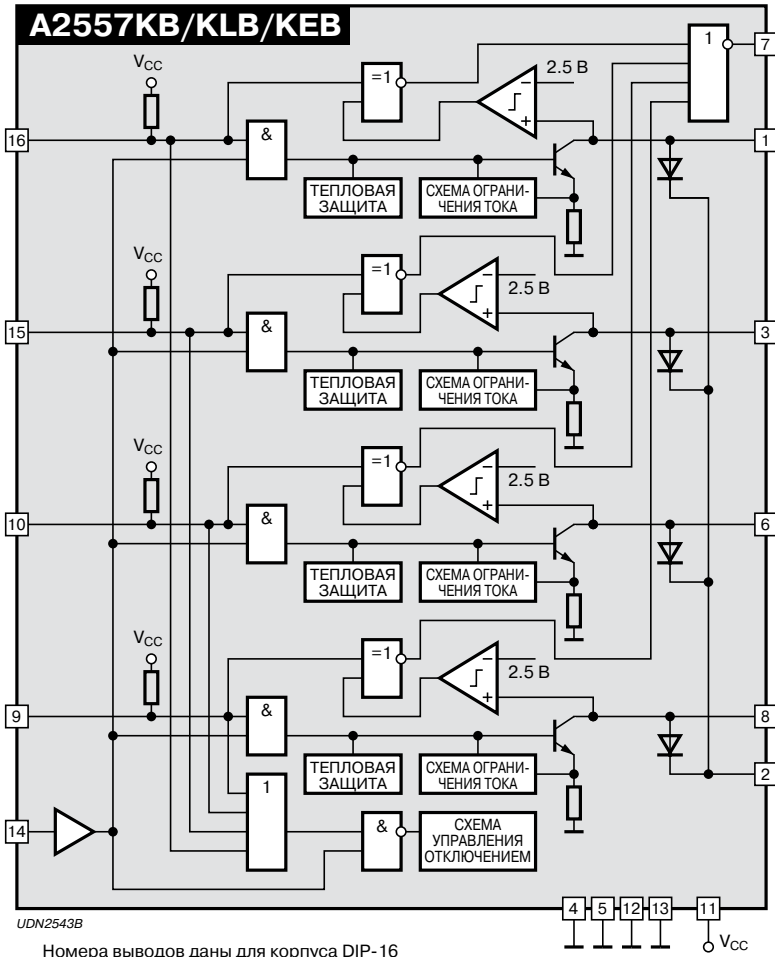 A2557KB/KLB/KEB
7
V_CC
=1
2.5 В
1
16
&
1
ТЕПЛОВАЯ
ЗАЩИТА
СХЕМА ОГРАНИ-
ЧЕНИЯ ТОКА
V_CC
=1
2.5 В
15
&
3
ТЕПЛОВАЯ
ЗАЩИТА
СХЕМА ОГРАНИ-
ЧЕНИЯ ТОКА
V_CC
=1
2.5 В
10
&
6
ТЕПЛОВАЯ
ЗАЩИТА
СХЕМА ОГРАНИ-
ЧЕНИЯ ТОКА
V_CC
=1
2.5 В
9
&
8
ТЕПЛОВАЯ
ЗАЩИТА
СХЕМА ОГРАНИ-
ЧЕНИЯ ТОКА
2
1
14
&
СХЕМА
УПРАВЛЕНИЯ
ОТКЛЮЧЕНИЕМ
4 5 12 13 11
UDN2543B
V_CC
Номера выводов даны для корпуса DIP-16